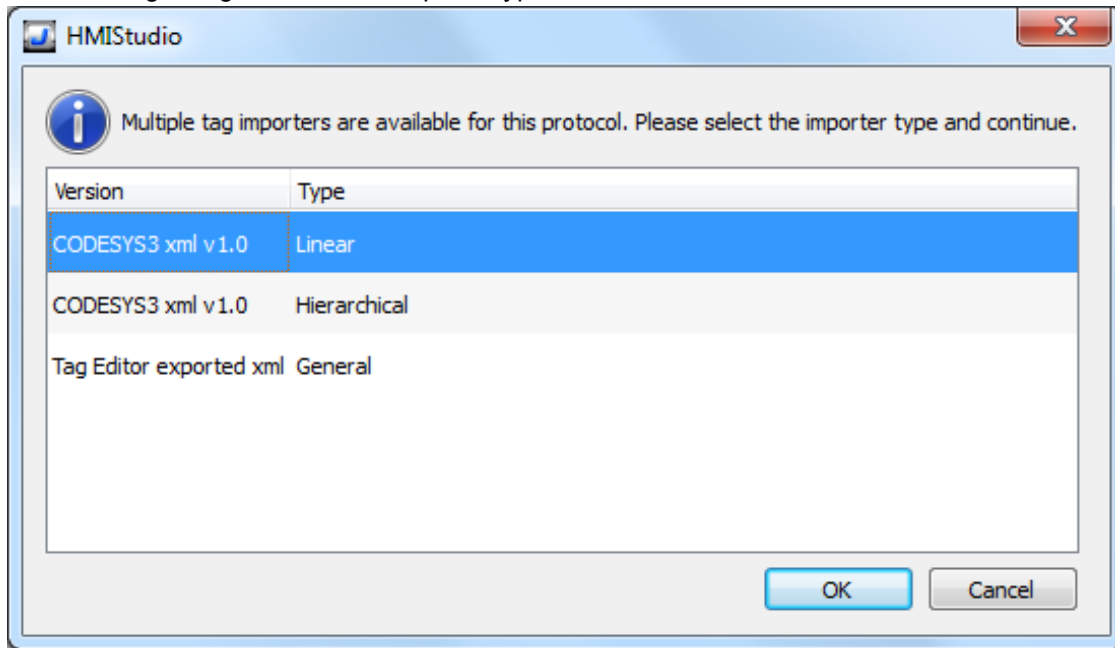 HMIStudio
Multiple tag importers are available for this protocol. Please select the importer type and continue.
Version Type
CODESYS3 xml v1.0 Linear
CODESYS3 xml v1.0 Hierarchical
Tag Editor exported xml General
OK Cancel